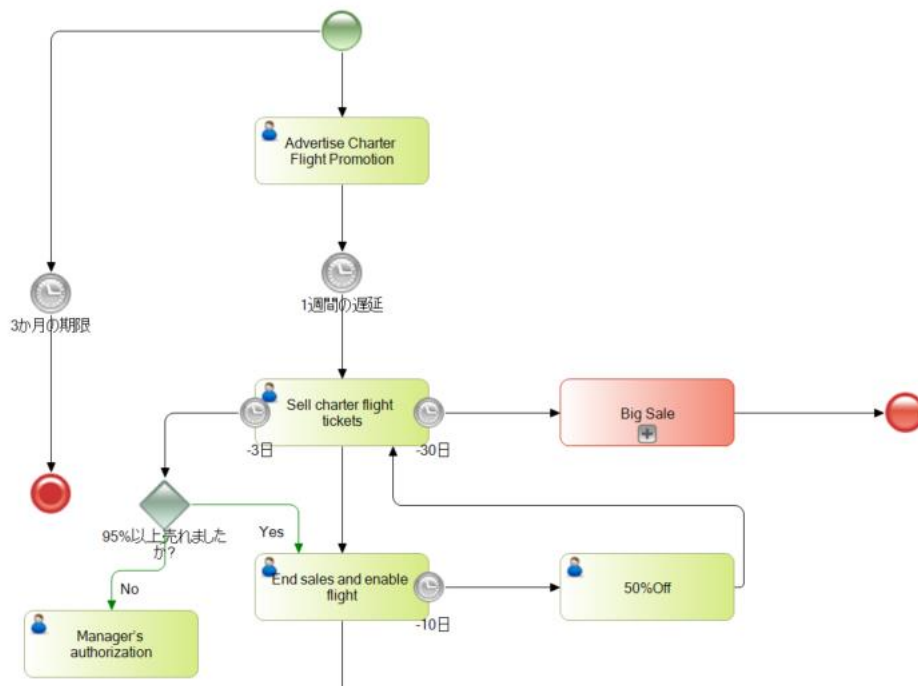 Advertise Charter
Flight Promotion
3か月の期限
1週間の遅延
Sell charter flight
tickets
-3日
-30日
Big Sale
95%以上売れました
か?
Yes
No
End sales and enable
flight
-10日
50%Off
Manager's
authorization